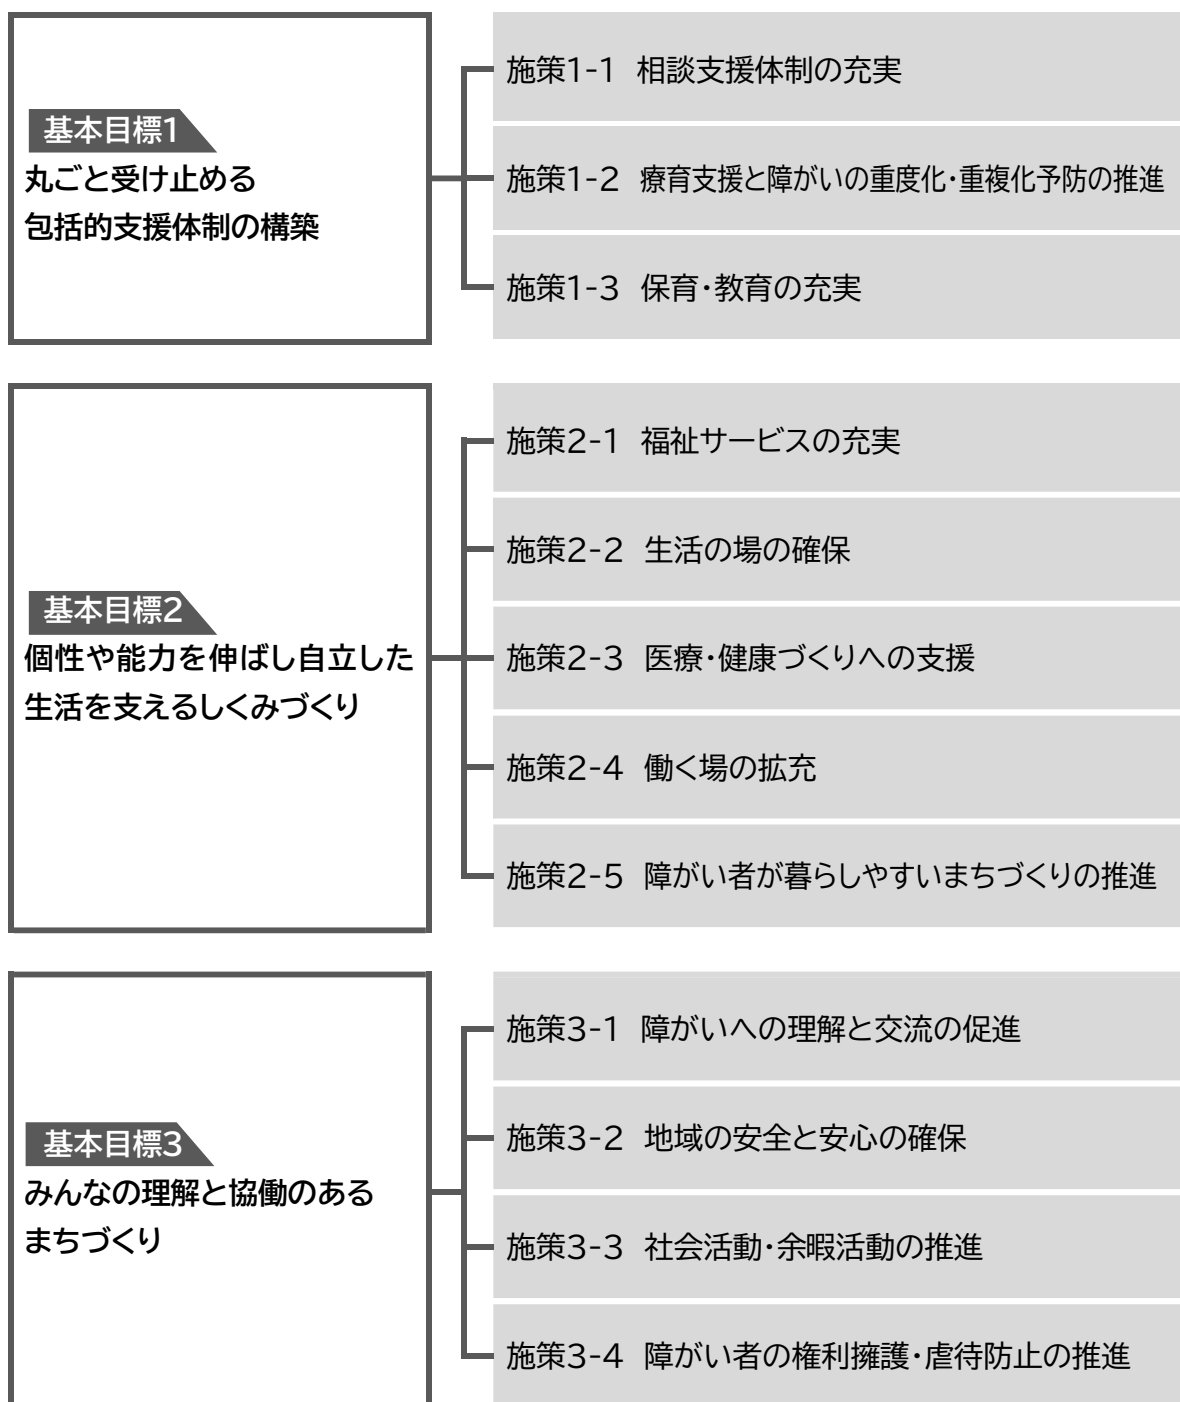 基本目標1
丸ごと受け止める
包括的支援体制の構築
施策1-1 相談支援体制の充実
施策1-2 療育支援と障がいの重度化・重複化予防の推進
施策1-3 保育・教育の充実
基本目標2
個性や能力を伸ばし自立した
生活を支えるしくみづくり
施策2-1 福祉サービスの充実
施策2-2 生活の場の確保
施策2-3 医療・健康づくりへの支援
施策2-4 働く場の拡充
施策2-5 障がい者が暮らしやすいまちづくりの推進
基本目標3
みんなの理解と協働のある
まちづくり
施策3-1 障がいへの理解と交流の促進
施策3-2 地域の安全と安心の確保
施策3-3 社会活動・余暇活動の推進
施策3-4 障がい者の権利擁護・虐待防止の推進